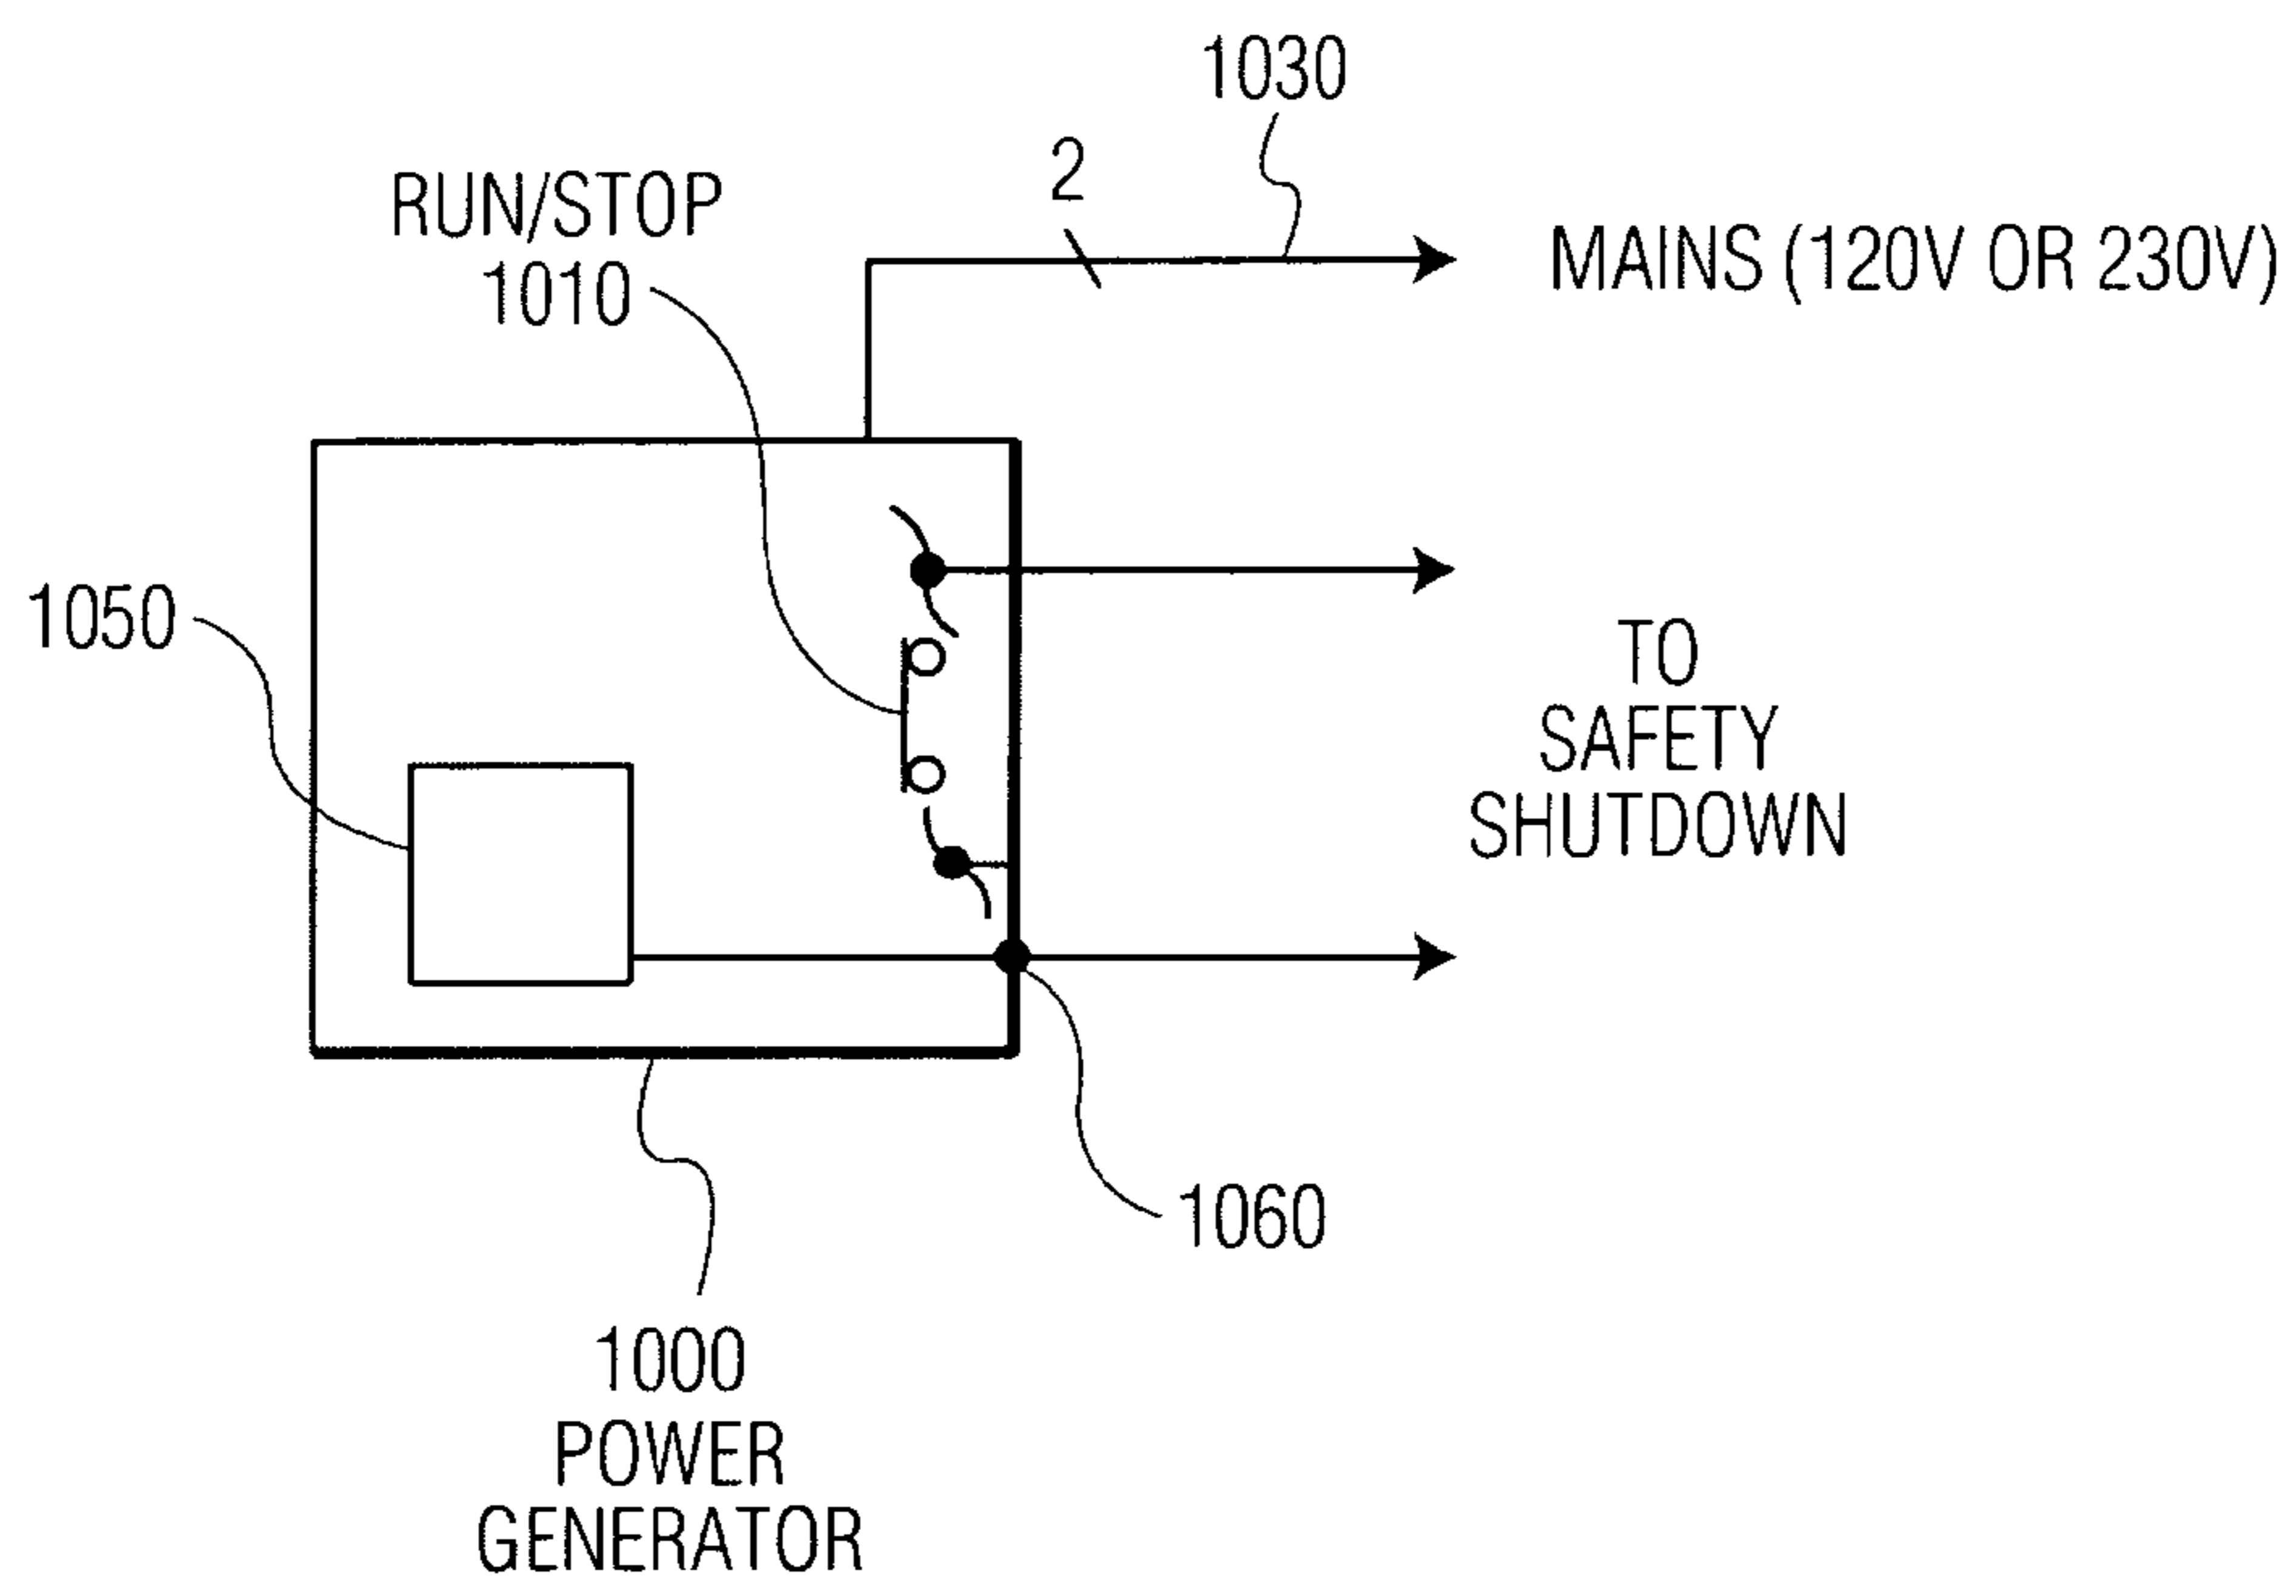 1030
2
RUN/STOP
1010
MAINS (120V OR 230V)
1050
TO
SAFETY
SHUTDOWN
1060
1000
POWER
GENERATOR